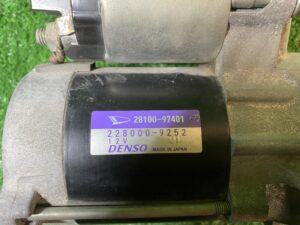 28100-97401
228000-9252
12V
DENSO MADE IN JAPAN